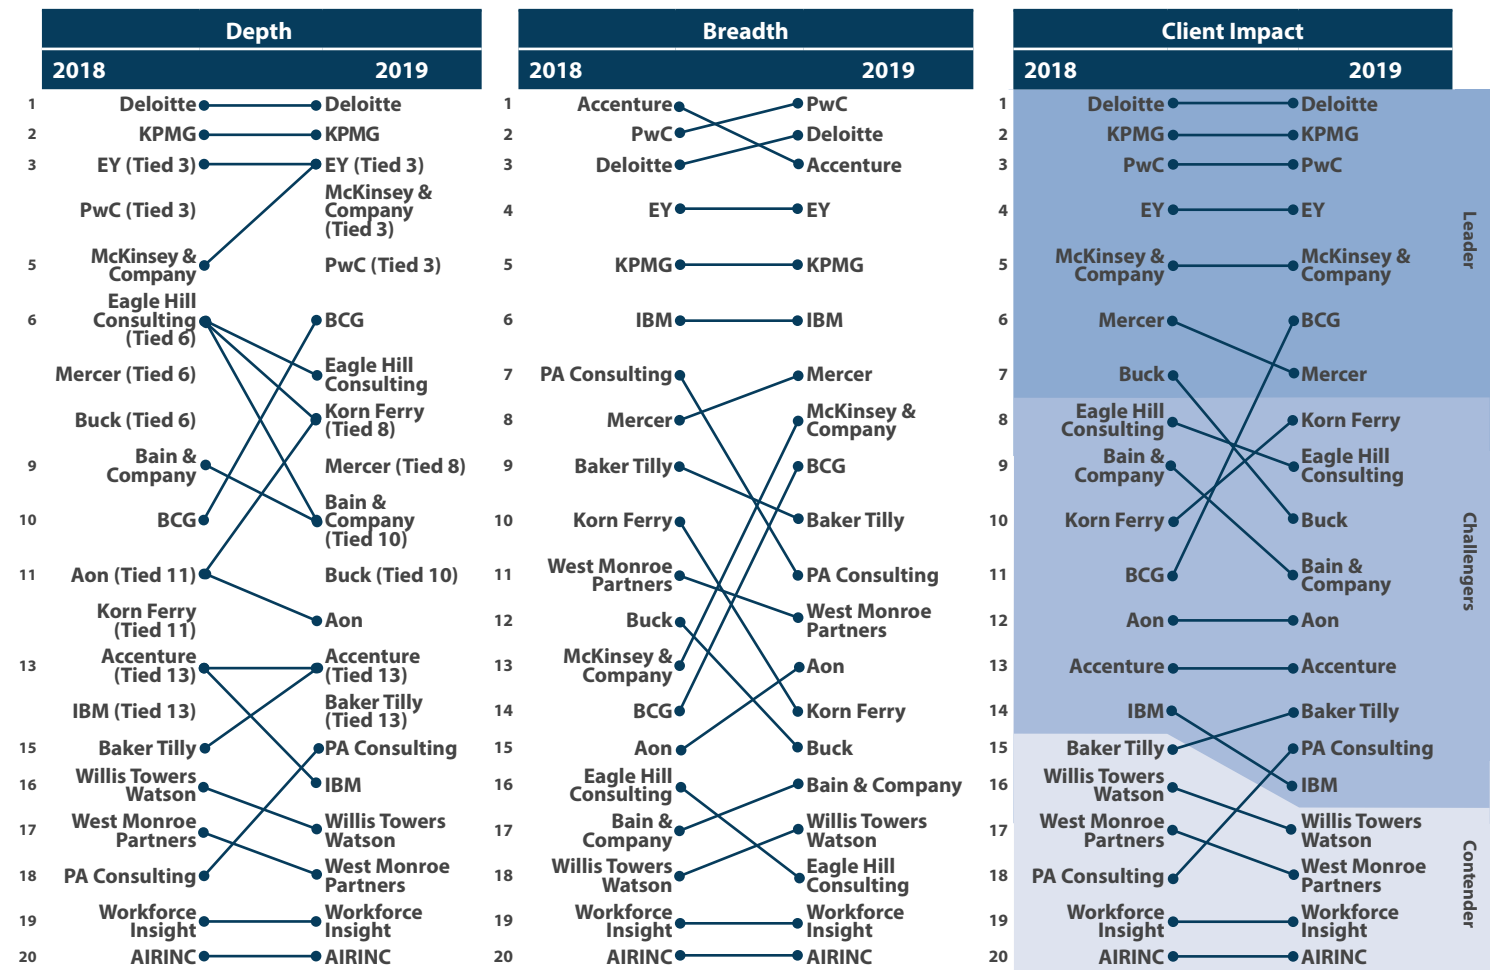 Depth
2018 2019
1 Deloitte Deloitte
2 KPMG KPMG
3 EY (Tied 3) EY (Tied 3)
PwC (Tied 3) McKinsey &
Company
(Tied 3)
5 McKinsey &
Company PwC (Tied 3)
6 Eagle Hill
Consulting
(Tied 6) BCG
Mercer (Tied 6) Eagle Hill
Consulting
Buck (Tied 6) Korn Ferry
(Tied 8)
9 Bain &
Company Mercer (Tied 8)
10 BCG Bain &
Company
(Tied 10)
11 Aon (Tied 11) Buck (Tied 10)
Korn Ferry
(Tied 11) Aon
13 Accenture
(Tied 13) Accenture
(Tied 13)
IBM (Tied 13) Baker Tilly
(Tied 13)
15 Baker Tilly PA Consulting
16 Willis Towers
Watson IBM
17 West Monroe
Partners Willis Towers
Watson
18 PA Consulting West Monroe
Partners
19 Workforce
Insight Workforce
Insight
20 AIRINC AIRINC
Breadth
2018 2019
1 Accenture PwC
2 PwC Deloitte
3 Deloitte Accenture
4 EY EY
5 KPMG KPMG
6 IBM IBM
7 PA Consulting Mercer
8 Mercer McKinsey &
Company
9 Baker Tilly BCG
10 Korn Ferry Baker Tilly
11 West Monroe
Partners PA Consulting
12 Buck West Monroe
Partners
13 McKinsey &
Company Aon
14 BCG Korn Ferry
15 Aon Buck
16 Eagle Hill
Consulting Bain & Company
17 Bain &
Company Willis Towers
Watson
18 Willis Towers
Watson Eagle Hill
Consulting
19 Workforce
Insight Workforce
Insight
20 AIRINC AIRINC
Client Impact
2018 2019
1 Deloitte Deloitte
2 KPMG KPMG
3 PwC PwC
4 EY EY
5 McKinsey &
Company McKinsey &
Company
6 Mercer BCG
7 Buck Mercer
8 Eagle Hill
Consulting Korn Ferry
9 Bain &
Company Eagle Hill
Consulting
10 Korn Ferry Buck
11 BCG Bain &
Company
12 Aon Aon
13 Accenture Accenture
14 IBM Baker Tilly
15 Baker Tilly PA Consulting
16 Willis Towers
Watson IBM
17 West Monroe
Partners Willis Towers
Watson
18 PA Consulting West Monroe
Partners
19 Workforce
Insight Workforce
Insight
20 AIRINC AIRINC
Leader
Challengers
Contender